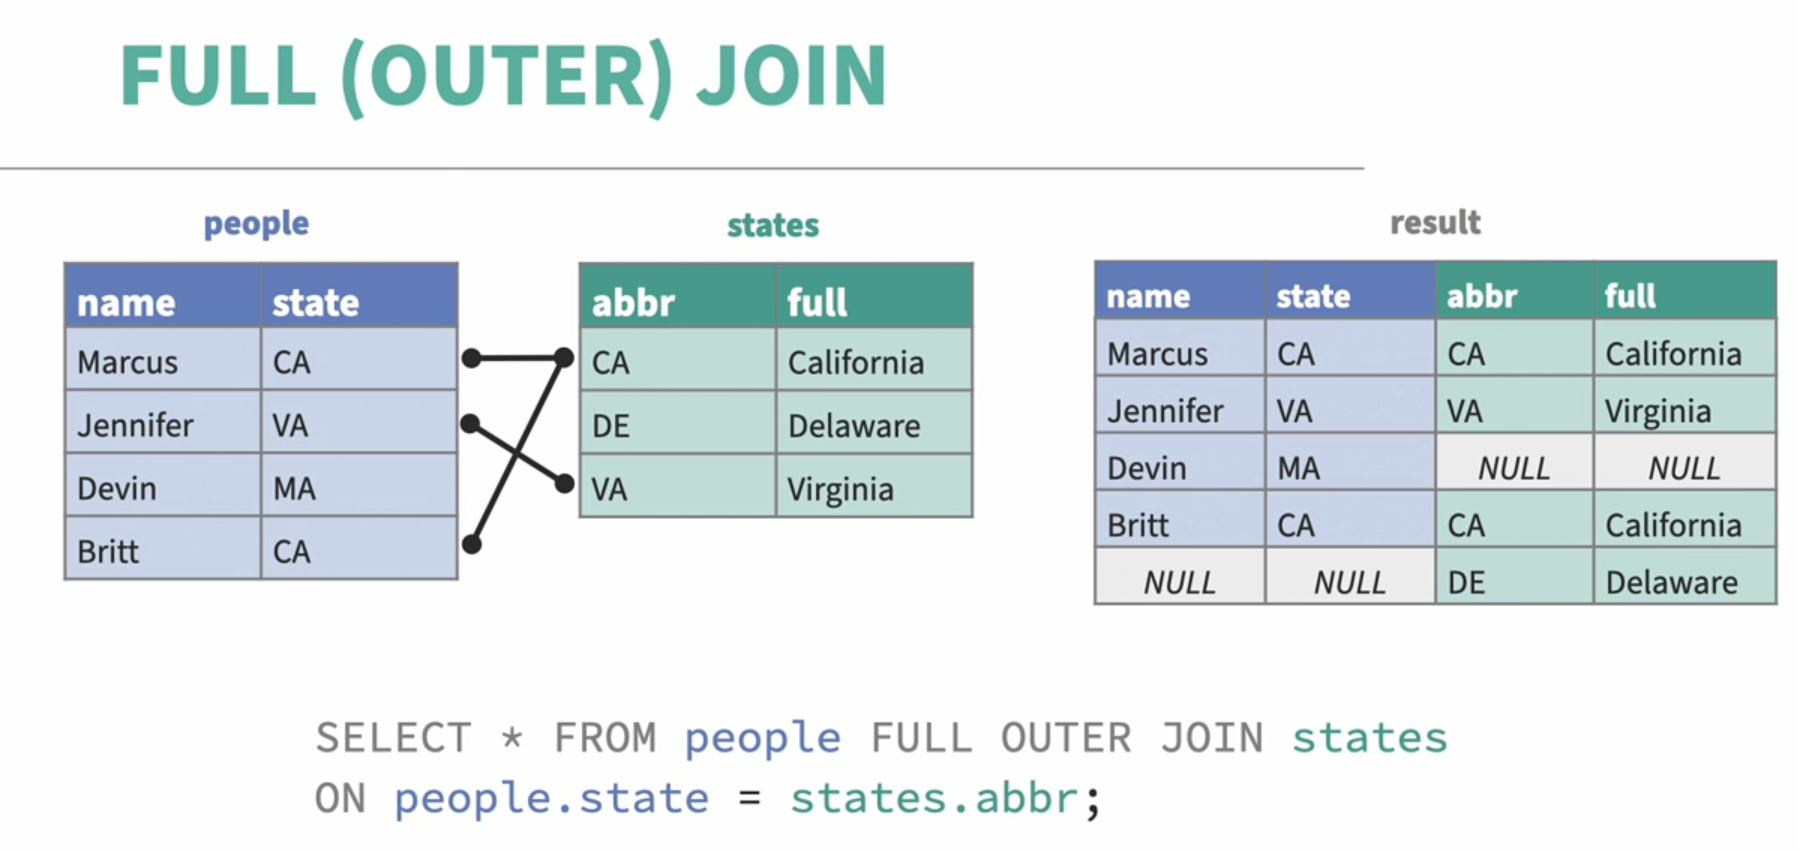 FULL (OUTER) JOIN
people
name state
Marcus CA
Jennifer VA
Devin MA
Britt CA
states
abbr full
CA California
DE Delaware
VA Virginia
result
name state abbr full
Marcus CA CA California
Jennifer VA VA Virginia
Devin MA NULL NULL
Britt CA CA California
NULL NULL DE Delaware
SELECT * FROM people FULL OUTER JOIN states
ON people.state = states.abbr;